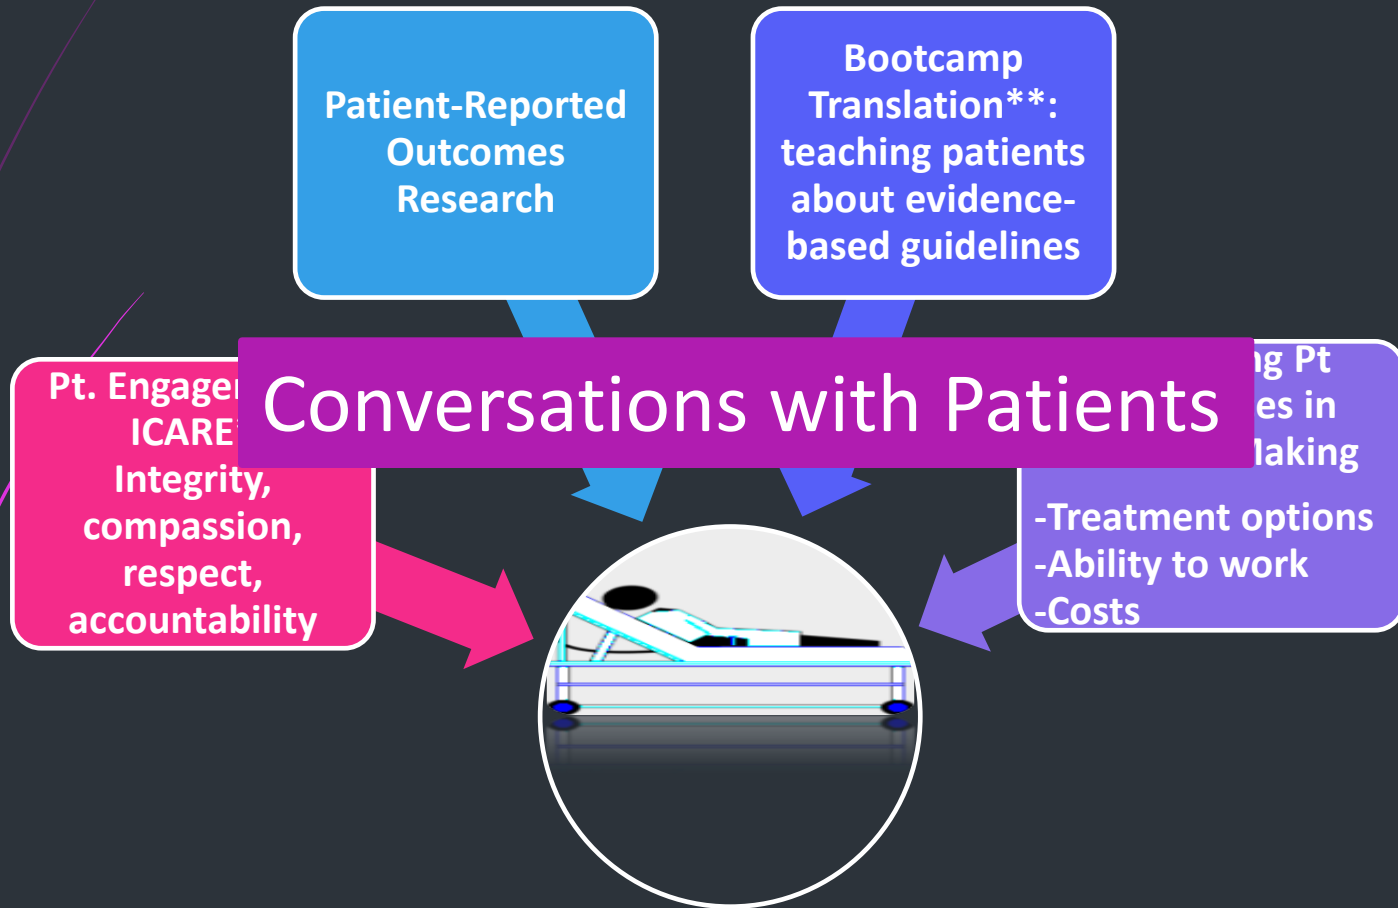 Patient-Reported
Outcomes
Research
Bootcamp
Translation**:
teaching patients
about evidence-
based guidelines
Conversations with Patients
Pt.
ICARE
Integrity,
compassion,
respect,
accountability
Pt
in
-Treatment options
-Ability to work
-Costs